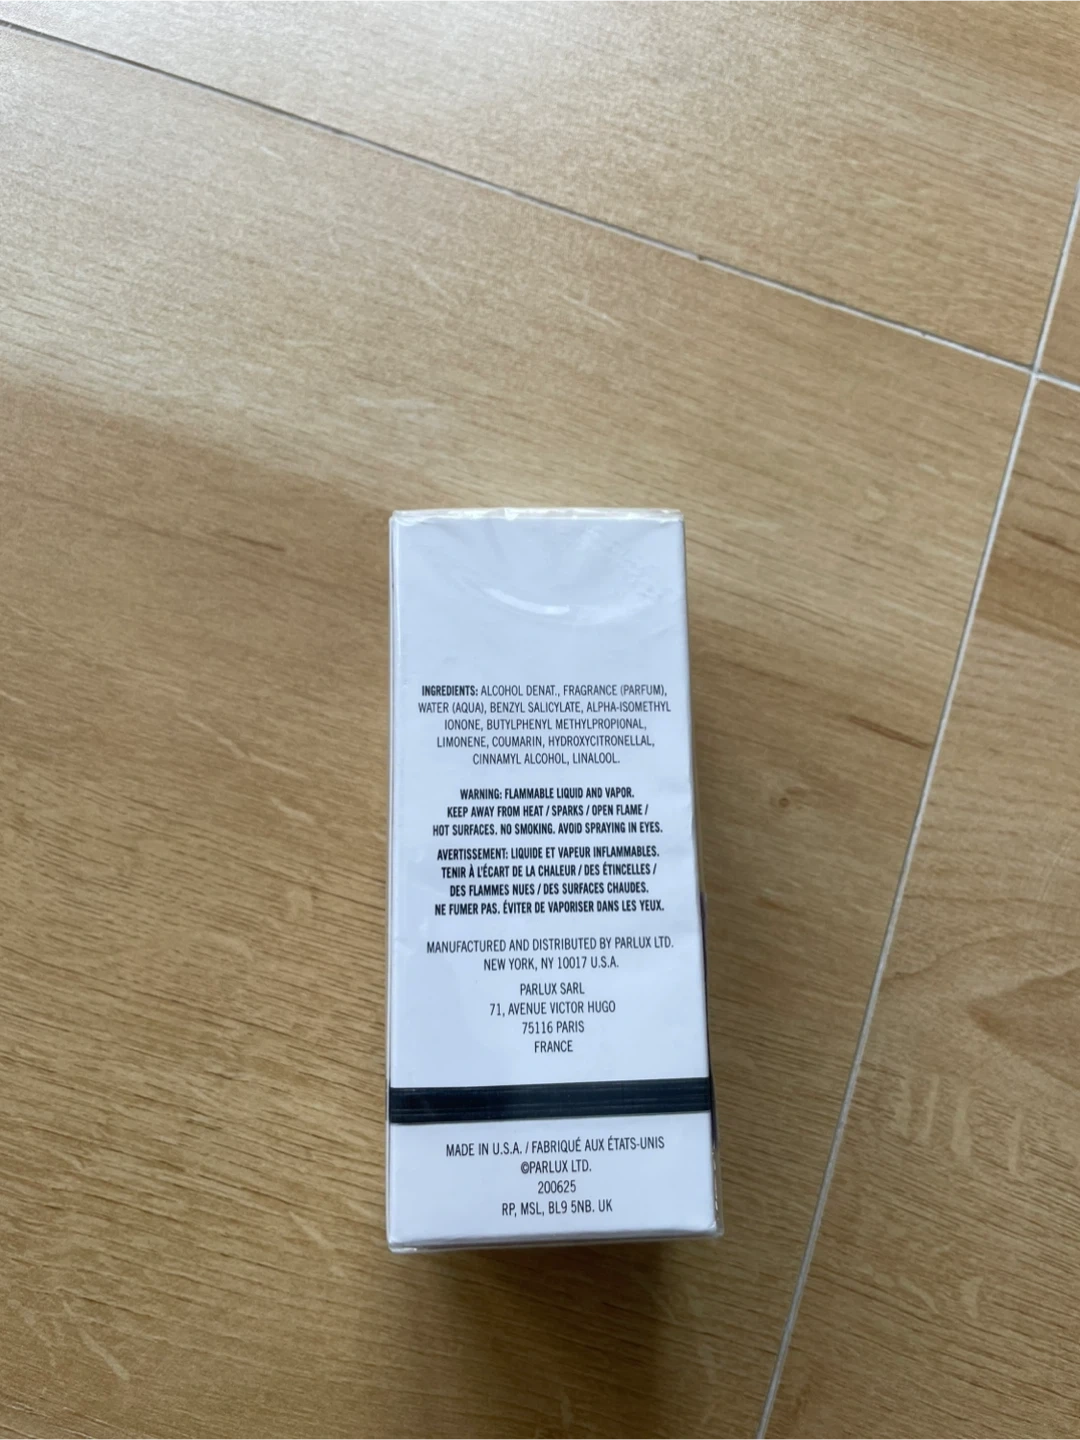 INGREDIENTS: ALCOHOL DENAT., FRAGRANCE (PARFUM),
WATER (AQUA), BENZYL SALICYLATE, ALPHA-ISOMETHYL
IONONE, BUTYLPHENYL METHYLPROPIONAL,
LIMONENE, COUMARIN, HYDROXYCITRONELLAL,
CINNAMYL ALCOHOL, LINALOOL.
WARNING: FLAMMABLE LIQUID AND VAPOR.
KEEP AWAY FROM HEAT / SPARKS / OPEN FLAME /
HOT SURFACES. NO SMOKING. AVOID SPRAYING IN EYES.
AVERTISSEMENT: LIQUIDE ET VAPEUR INFLAMMABLES.
TENIR À L'ÉCART DE LA CHALEUR / DES ÉTINCELLES /
DES FLAMMES NUES / DES SURFACES CHAUDES.
NE FUMER PAS. ÉVITER DE VAPORISER DANS LES YEUX.
MANUFACTURED AND DISTRIBUTED BY PARLUX LTD.
NEW YORK, NY 10017 U.S.A.
PARLUX SARL
71, AVENUE VICTOR HUGO
75116 PARIS
FRANCE
MADE IN U.S.A. / FABRIQUÉ AUX ÉTATS-UNIS
©PARLUX LTD.
200625
RP, MSL, BL9 5NB. UK